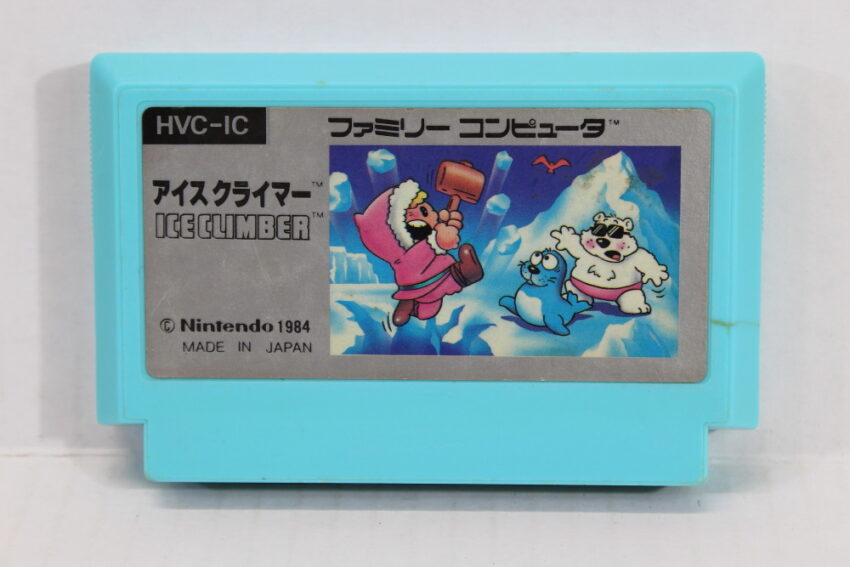 HVC-IC
ファミリー コンピュータ™
アイスクライマー™
ICE CLIMBER™
© Nintendo 1984
MADE IN JAPAN